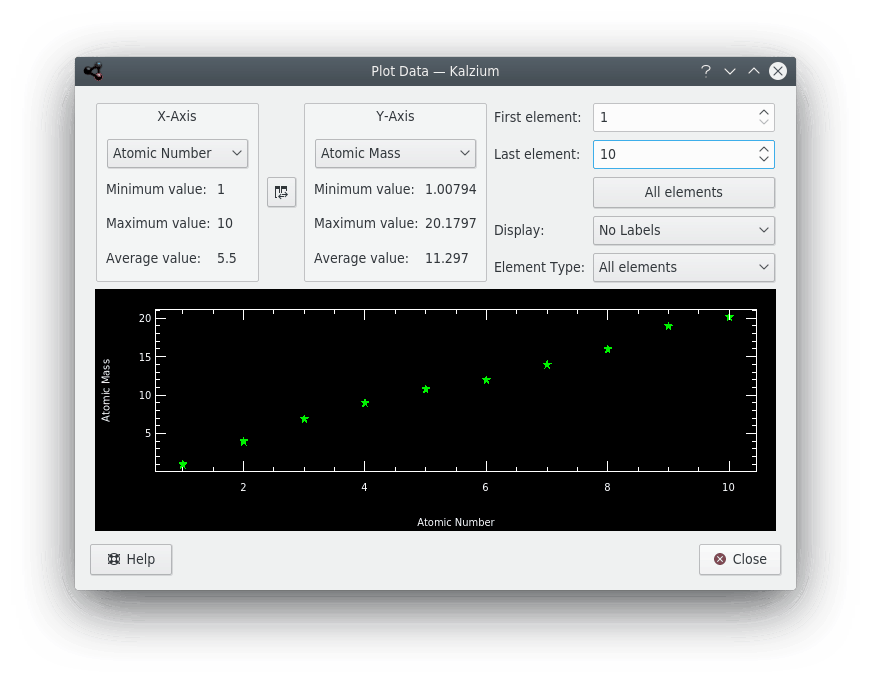 Plot Data — Kalzium
?
X-Axis
Atomic Number
Minimum value: 1
Maximum value: 10
Average value: 5.5
Y-Axis
Atomic Mass
Minimum value: 1.00794
Maximum value: 20.1797
Average value: 11.297
First element: 1
Last element: 10
All elements
Display: No Labels
Element Type: All elements
Atomic Mass
20
15
10
5
2 4 6 8 10
Atomic Number
Help
Close